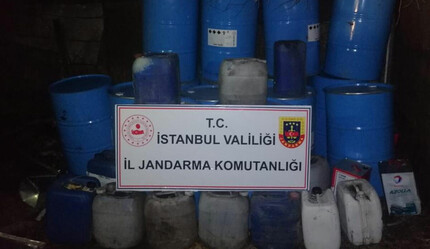 T.C.
İSTANBUL VALİLİĞİ
İL JANDARMA KOMUTANLIĞI